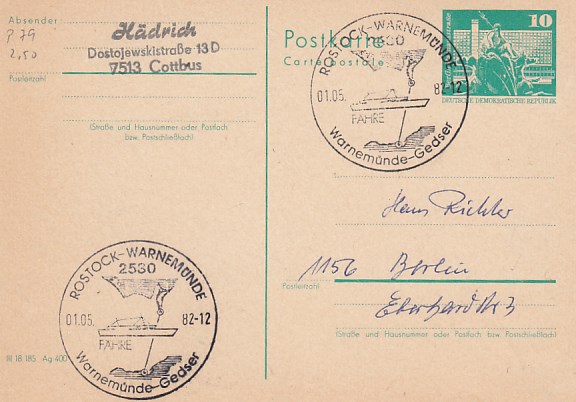 Absender:
P 79
2,50
Hädrich
Dostojewskistraße 13 D
7513 Cottbus
Postleitzahl
(Straße und Hausnummer oder Postfach
bzw. Postschließfach)
Postkarte
Carte postale
10
DEUTSCHE DEMOKRATISCHE REPUBLIK
ROSTOCK-WARNEMÜNDE
2530
01.05. 82-12
FÄHRE
Warnemünde-Gedser
Hans Richter
1156 Berlin
Postleitzahl
Eberhardstr. 3
(Straße und Hausnummer oder Postfach bzw. Postschließfach)
ROSTOCK-WARNEMÜNDE
2530
01.05. 82-12
FÄHRE
Warnemünde-Gedser
III 18 185 Ag 400